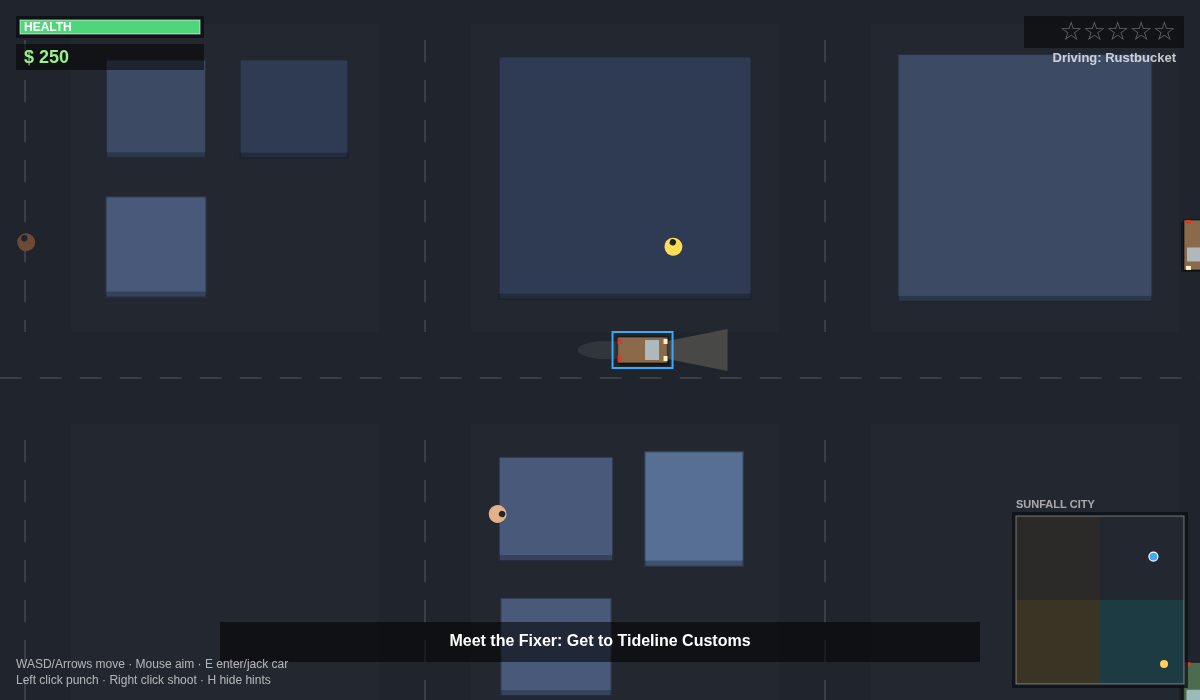 HEALTH
$ 250
☆☆☆☆☆
Driving: Rustbucket
SUNFALL CITY
Meet the Fixer: Get to Tideline Customs
WASD/Arrows move · Mouse aim · E enter/jack car
Left click punch · Right click shoot · H hide hints